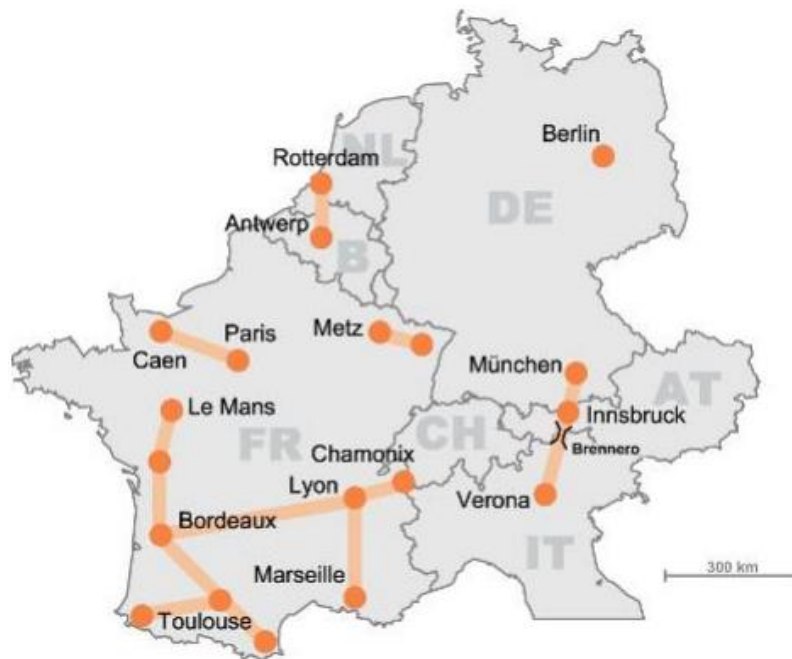 NL
Berlin
Rotterdam
DE
Antwerp
B
Paris
Metz
Caen
München
AT
Le Mans
Innsbruck
FR
CH
Brennero
Chamonix
Lyon
Verona
Bordeaux
IT
300 km
Marseille
Toulouse